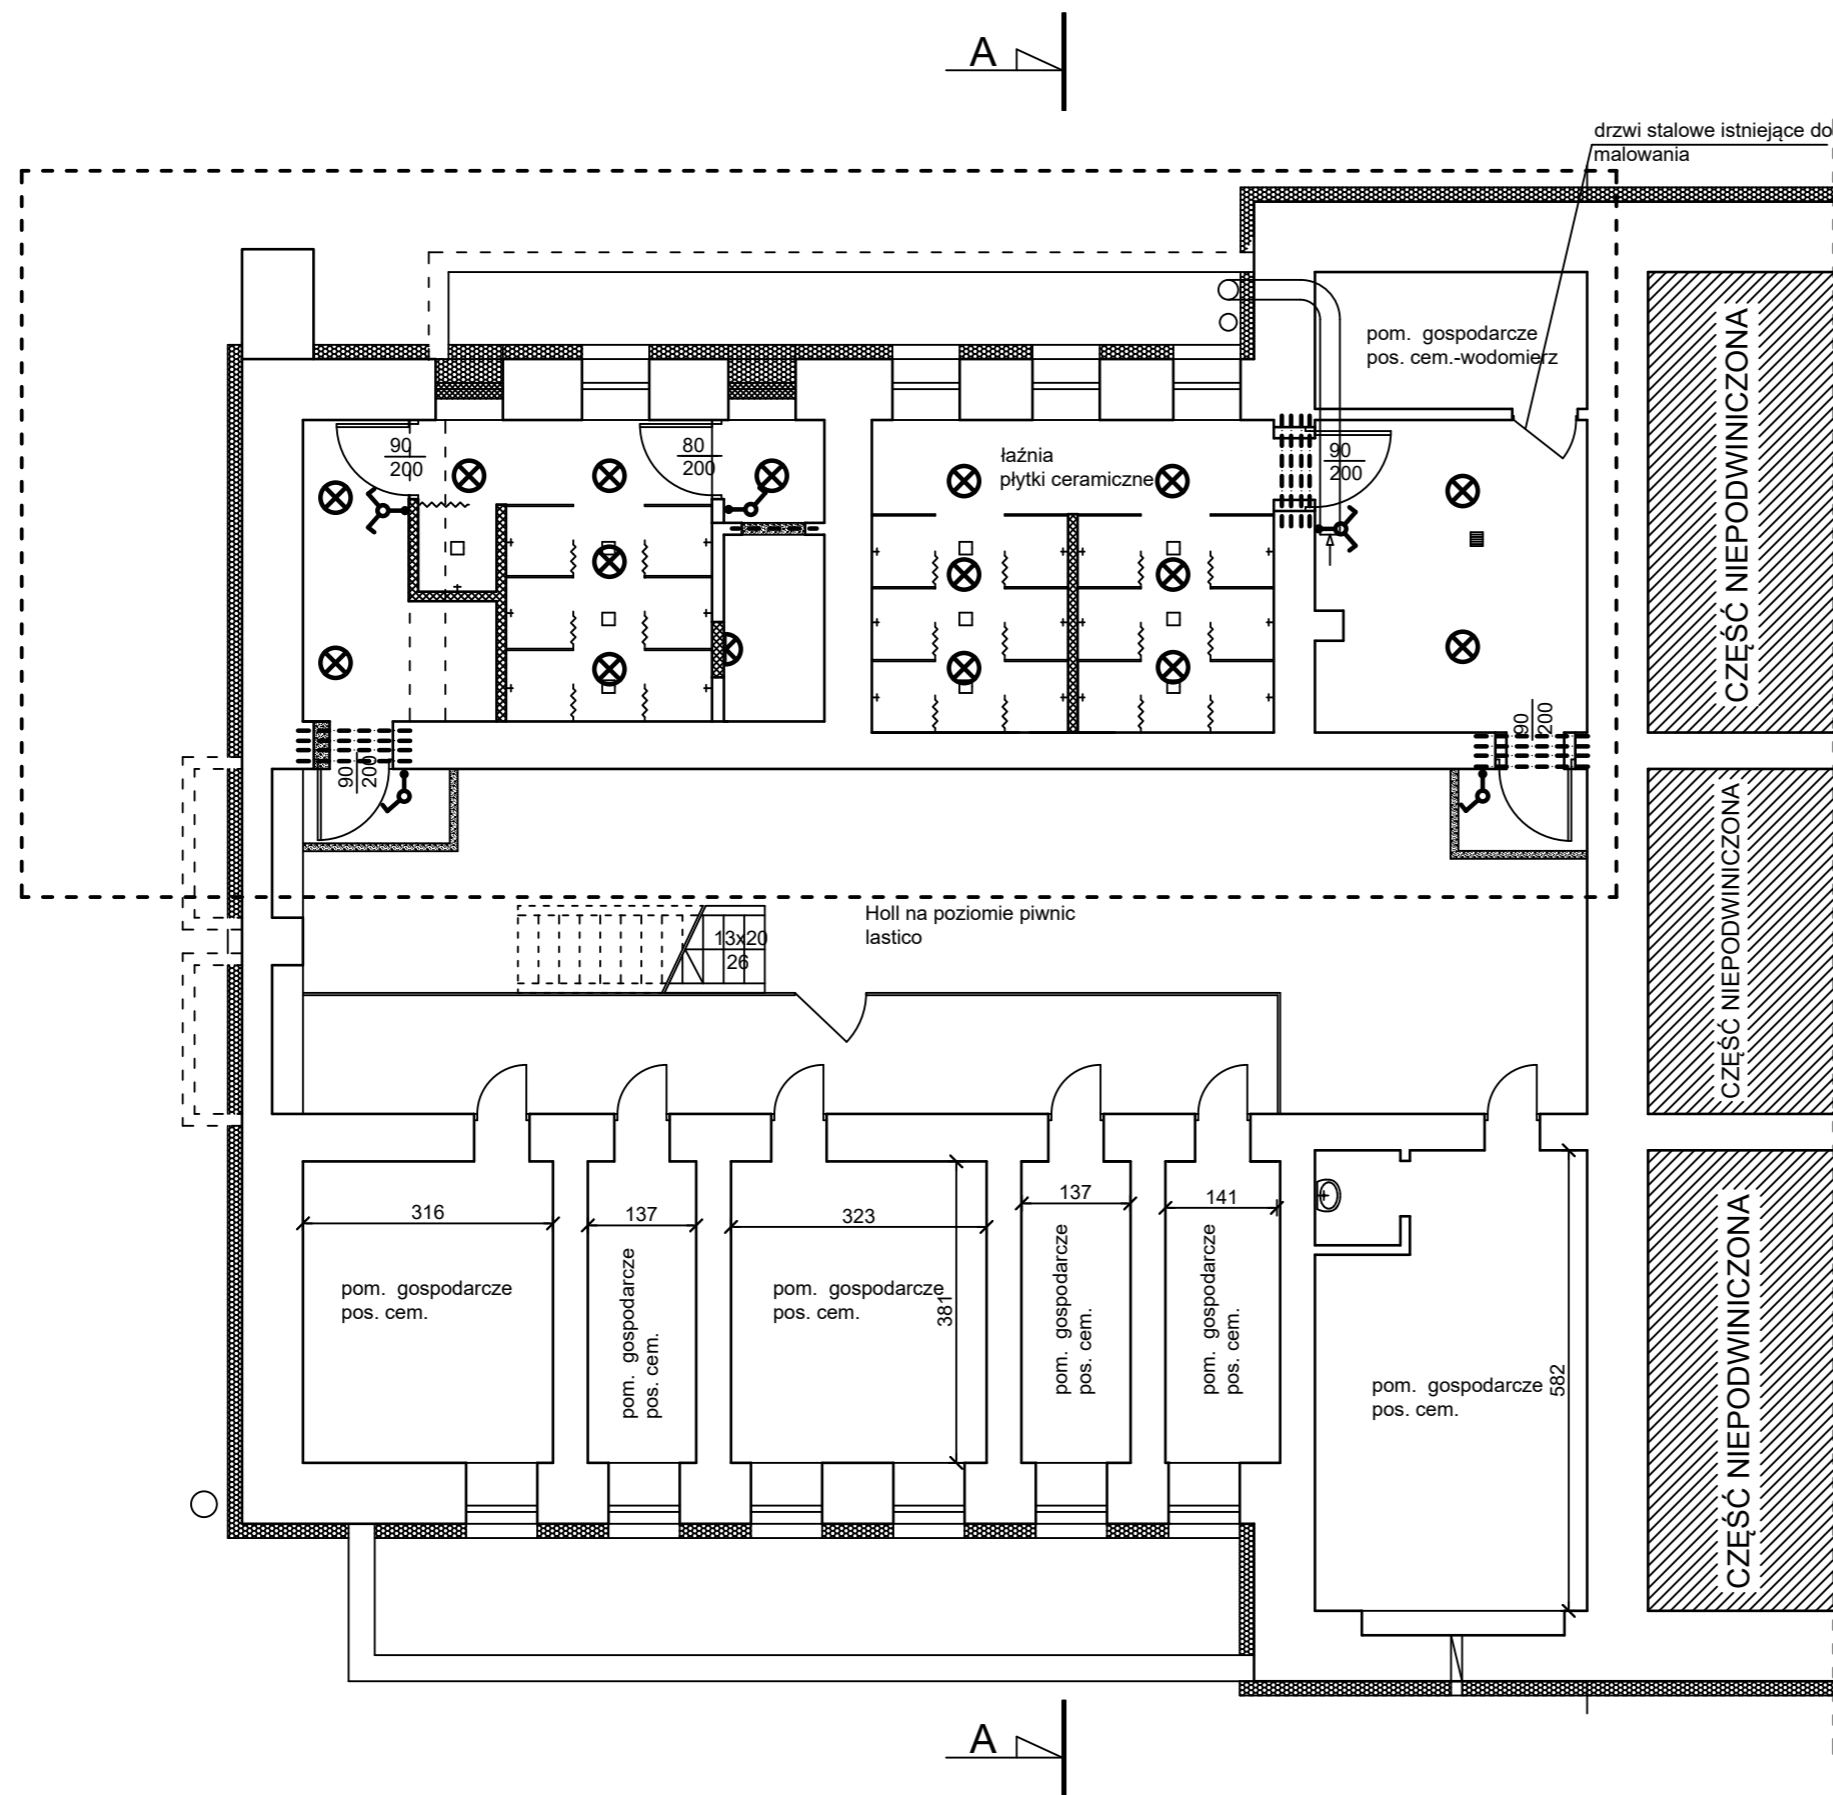 A
drzwi stalowe istniejące do
malowania
pom. gospodarcze
pos. cem.-wodomierz
CZĘŚĆ NIEPODWINICZONA
90
200
80
200
łaźnia
płytki ceramiczne
90
200
90
200
90
200
CZĘŚĆ NIEPODWINICZONA
Holl na poziomie piwnic
lastico
13x20
26
316
137
323
137
141
pom. gospodarcze
pos. cem.
pom. gospodarcze
pos. cem.
pom. gospodarcze
pos. cem.
381
pom. gospodarcze
pos. cem.
pom. gospodarcze
pos. cem.
pom. gospodarcze
pos. cem.
582
CZĘŚĆ NIEPODWINICZONA
A